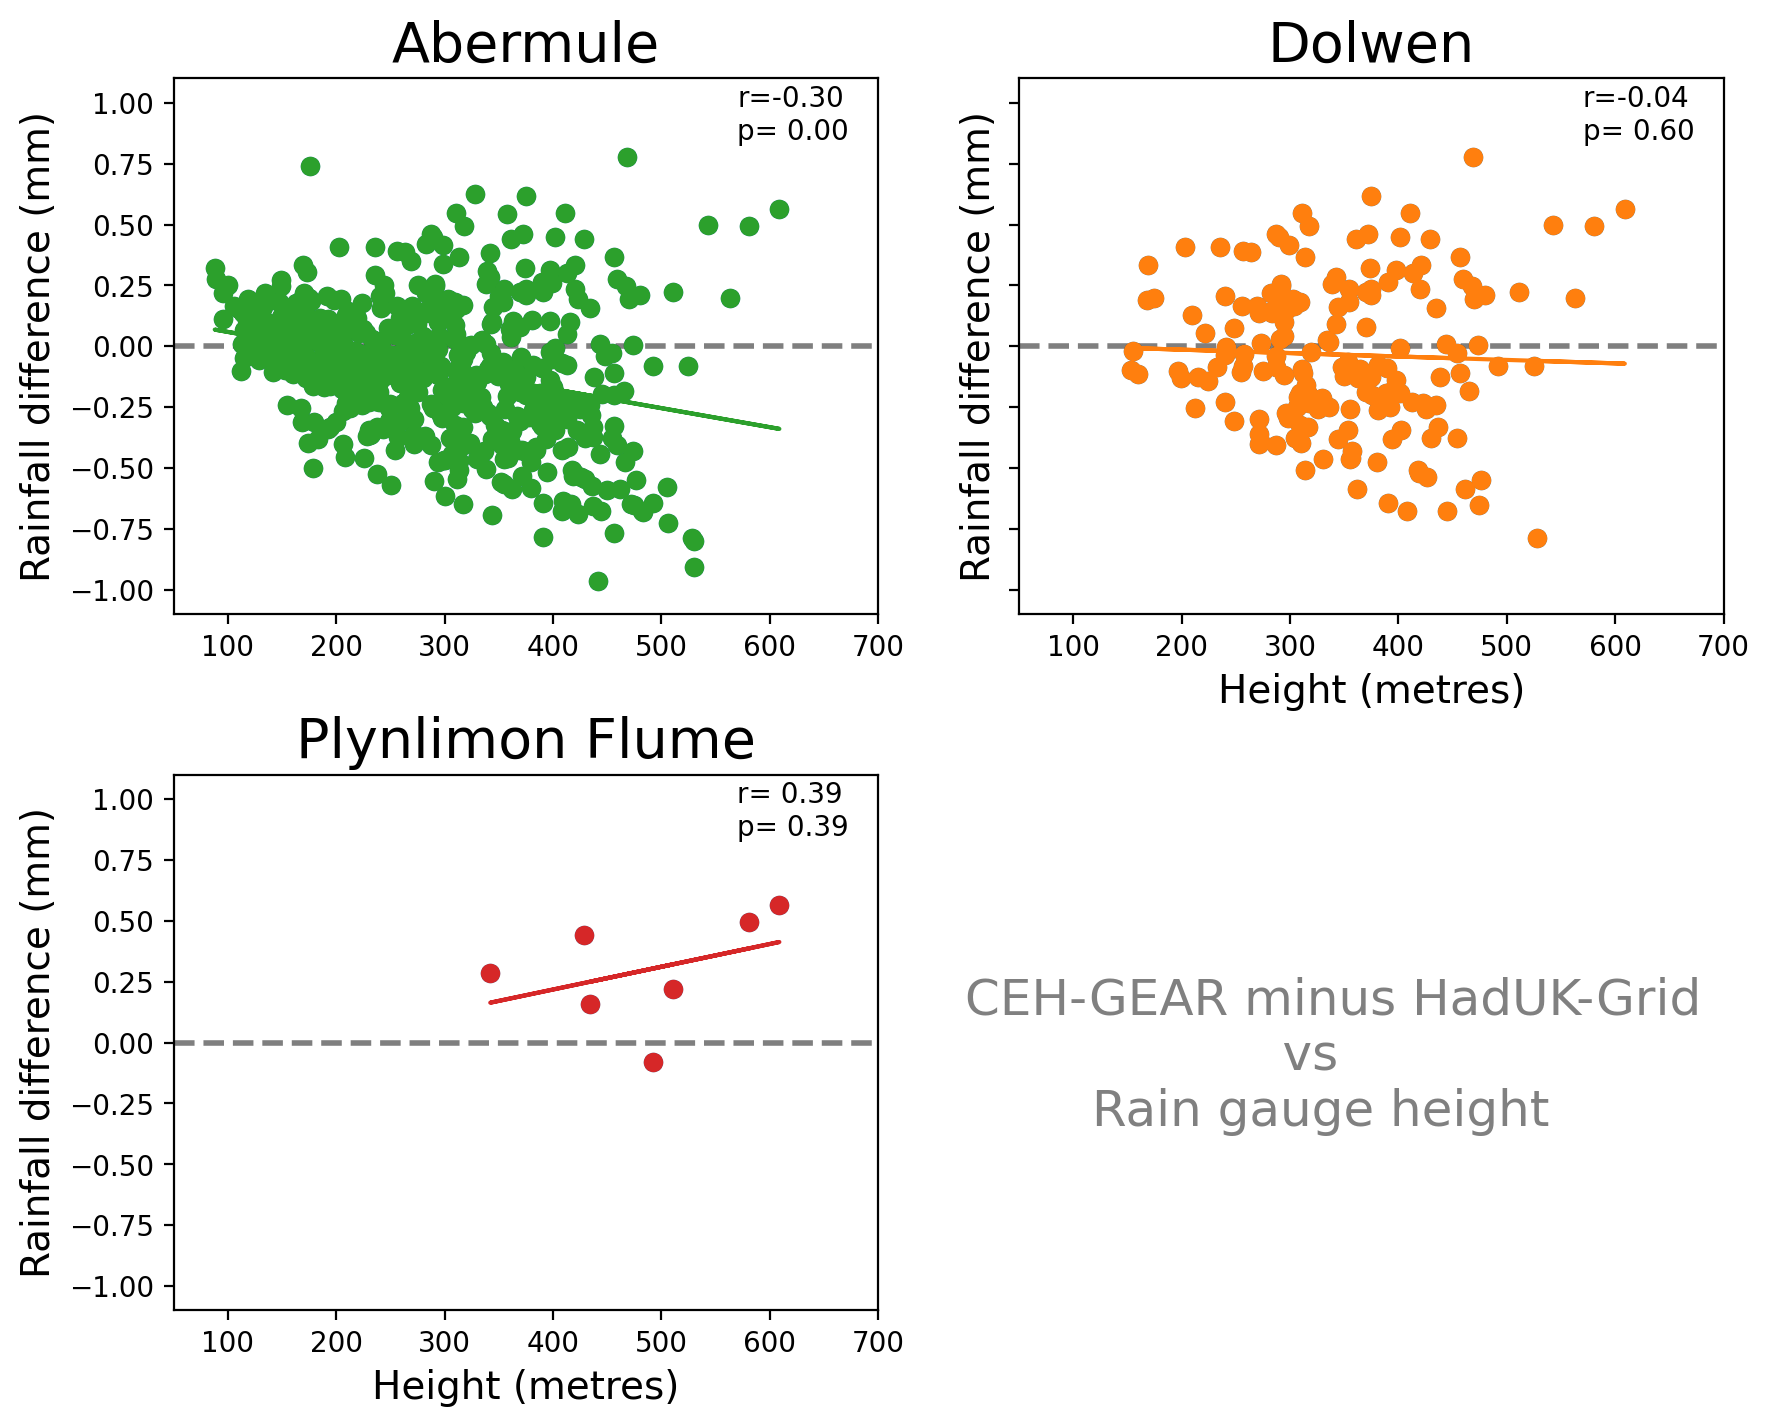 Abermule
Dolwen
r=-0.30
p= 0.00
r=-0.04
p= 0.60
Rainfall difference (mm)
1.00
0.75
0.50
0.25
0.00
−0.25
−0.50
−0.75
−1.00
100 200 300 400 500 600 700
Rainfall difference (mm)
100 200 300 400 500 600 700
Height (metres)
Plynlimon Flume
r= 0.39
p= 0.39
Rainfall difference (mm)
1.00
0.75
0.50
0.25
0.00
−0.25
−0.50
−0.75
−1.00
100 200 300 400 500 600 700
Height (metres)
CEH-GEAR minus HadUK-Grid
vs
Rain gauge height